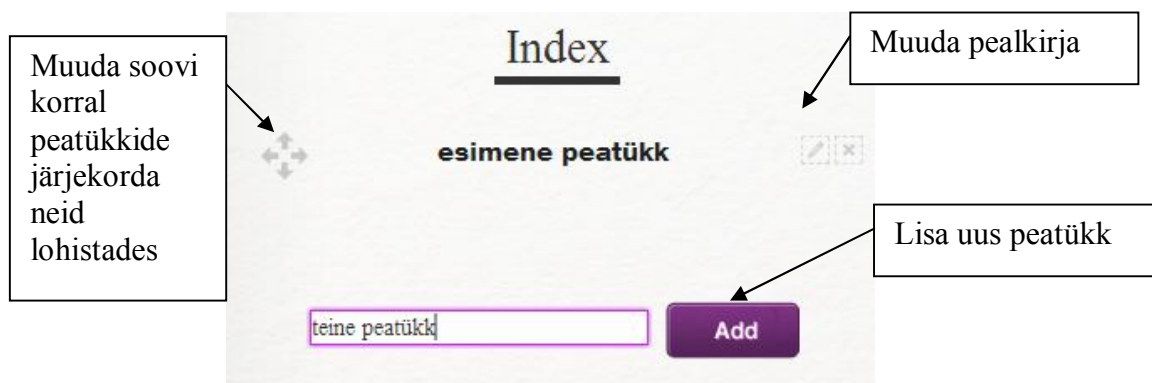 Muuda soovi
korral
peatükkide
järjekorda
neid
lohistades
Index
Muuda pealkirja
esimene peatükk
Lisa uus peatükk
teine peatükk
Add